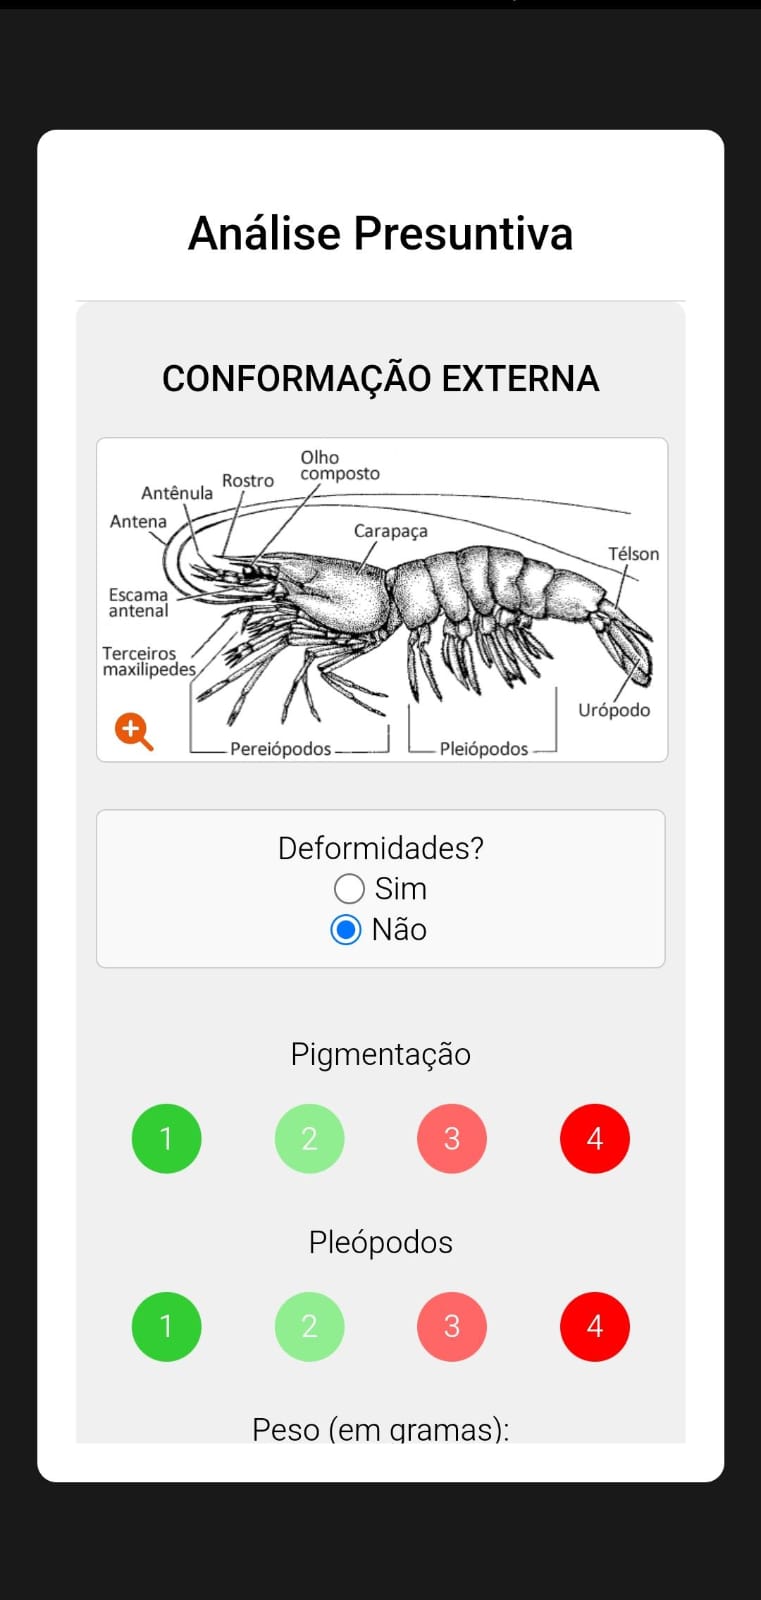 Análise Presuntiva
CONFORMAÇÃO EXTERNA
Olho
composto
Rostro
Antênula
Antena
Carapaça
Télson
Escama
antenal
Terceiros
maxilipedes
Urópodo
Pereiópodos
Pleiópodos
Deformidades?
Sim
Não
Pigmentação
1 2 3 4
Pleópodos
1 2 3 4
Peso (em gramas):